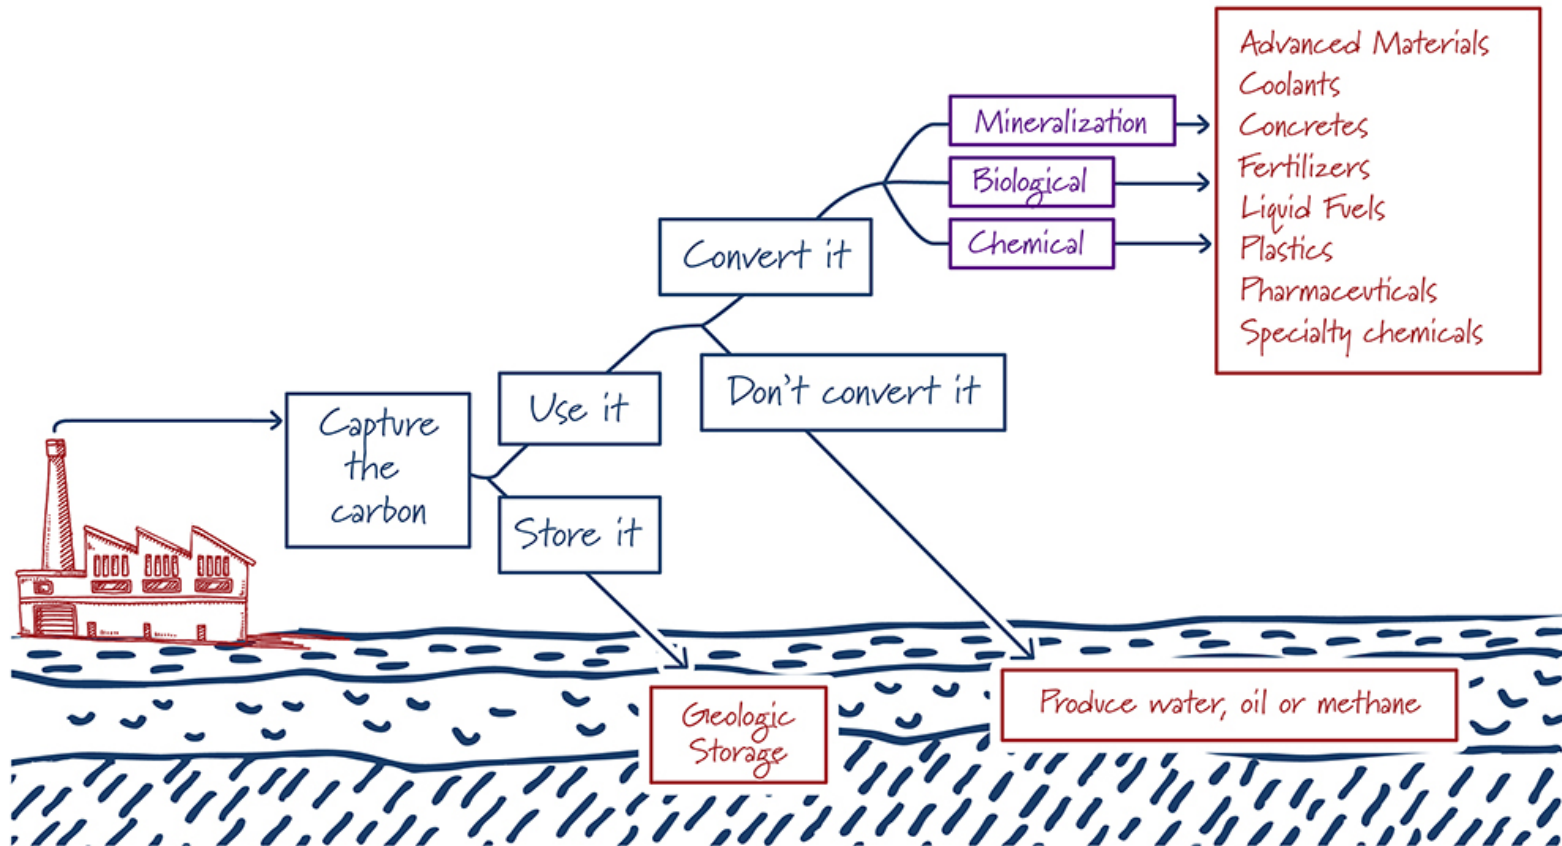 Advanced Materials
Coolants
Concretes
Fertilizers
Liquid Fuels
Plastics
Pharmaceuticals
Specialty chemicals
Mineralization
Biological
Chemical
Convert it
Don't convert it
Use it
Capture
the
carbon
Store it
Geologic
Storage
Produce water, oil or methane